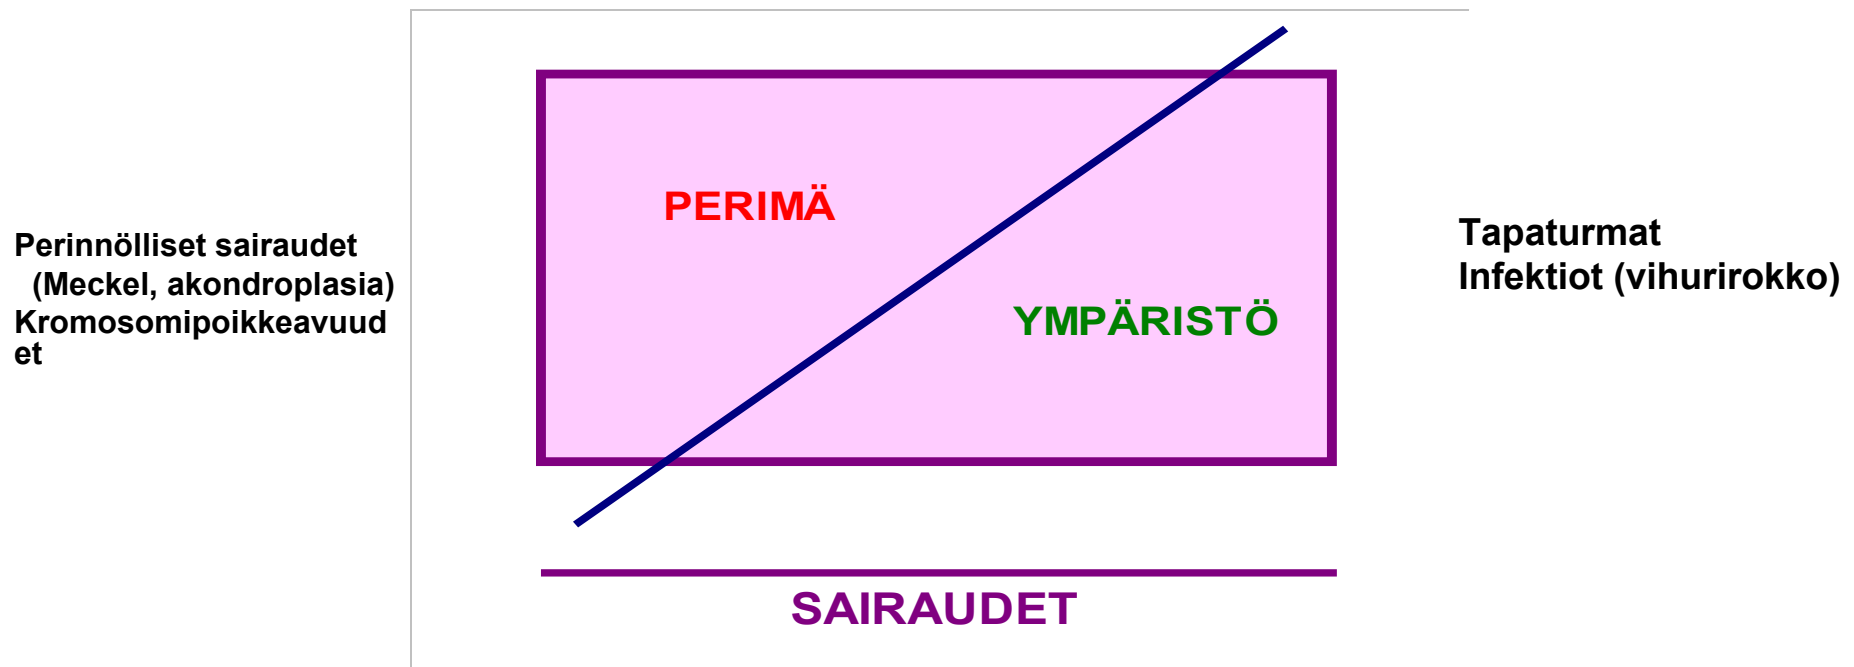 Perinnölliset sairaudet
(Meckel, akondroplasia)
Kromosomipoikkeavuud
et
PERIMÄ
YMPÄRISTÖ
Tapaturmat
Infektiot (vihurirokko)
SAIRAUDET